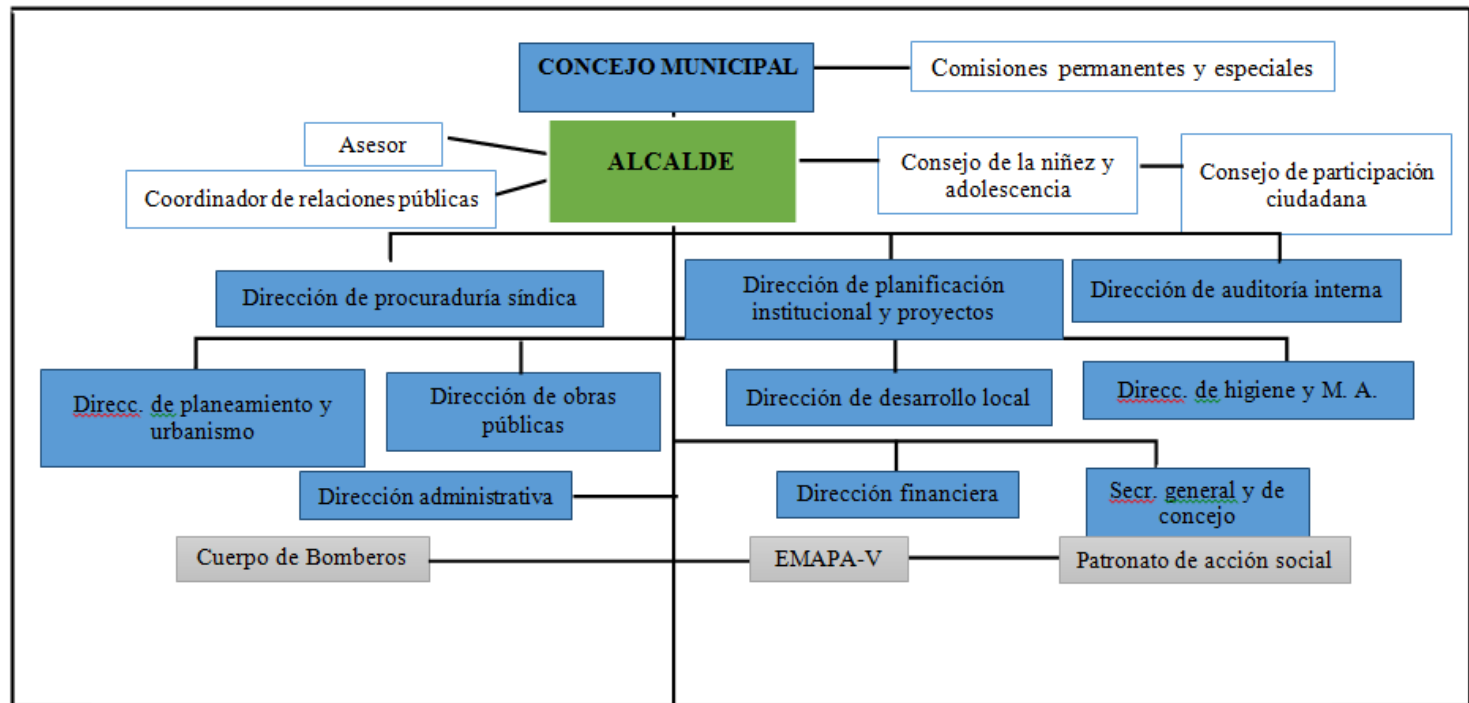 CONCEJO MUNICIPAL
Comisiones permanentes y especiales
Asesor
ALCALDE
Consejo de la niñez y
adolescencia
Consejo de participación
ciudadana
Coordinador de relaciones públicas
Dirección de procuraduría síndica
Dirección de planificación
institucional y proyectos
Dirección de auditoría interna
Direcc. de planeamiento y
urbanismo
Dirección de obras
públicas
Dirección de desarrollo local
Direcc. de higiene y M. A.
Dirección administrativa
Dirección financiera
Secr. general y de
concejo
Cuerpo de Bomberos
EMAPA-V
Patronato de acción social